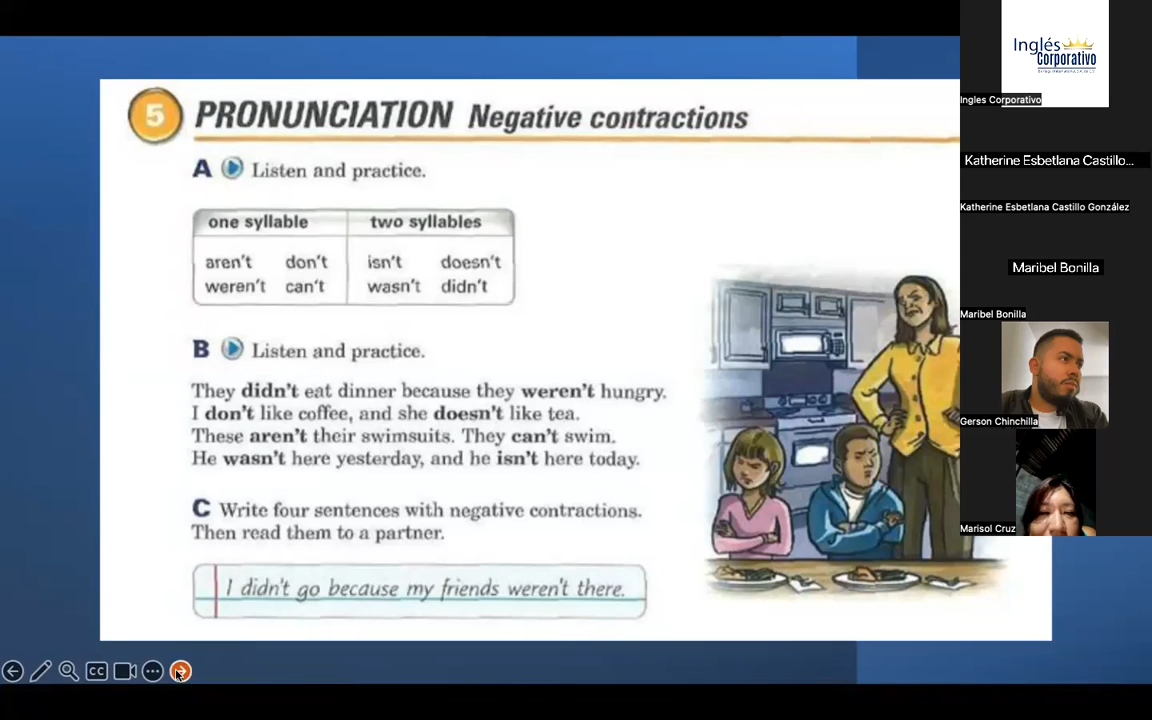 5 PRONUNCIATION Negative contractions
A Listen and practice.
one syllable two syllables
aren't don't isn't doesn't
weren't can't wasn't didn't
B Listen and practice.
They didn't eat dinner because they weren't hungry.
I don't like coffee, and she doesn't like tea.
These aren't their swimsuits. They can't swim.
He wasn't here yesterday, and he isn't here today.
C Write four sentences with negative contractions.
Then read them to a partner.
I didn't go because my friends weren't there.
CC
Inglés
Corporativo
Ingles Corporativo
Katherine Esbetlana Castillo...
Katherine Esbetlana Castillo González
Maribel Bonilla
Maribel Bonilla
Gerson Chinchilla
Marisol Cruz